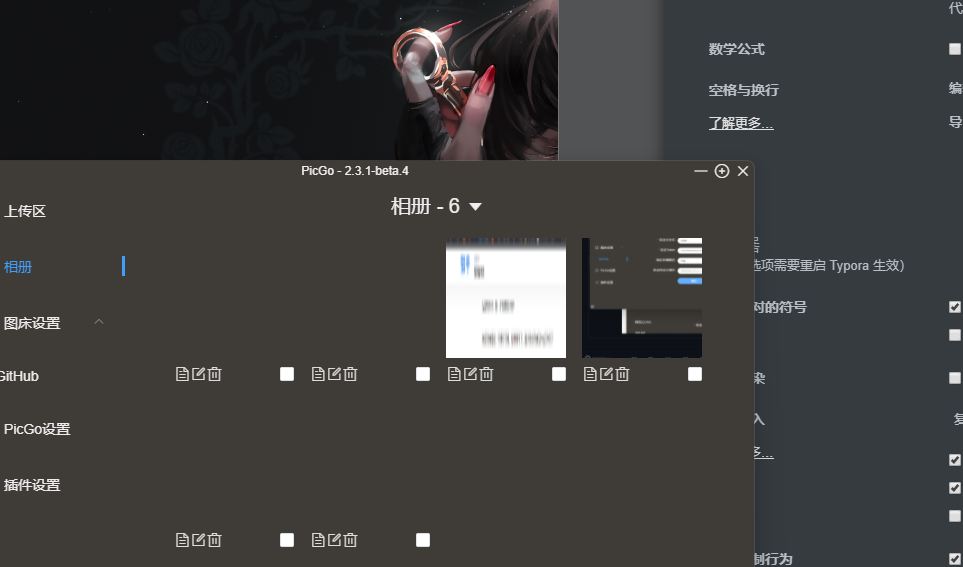 代
数学公式
空格与换行
编
了解更多...
导
PicGo - 2.3.1-beta.4
相册 - 6
上传区
相册
图床设置
GitHub
PicGo设置
插件设置
选项需要重启 Typora 生效)
时的符号
染
入
复
多...
制行为